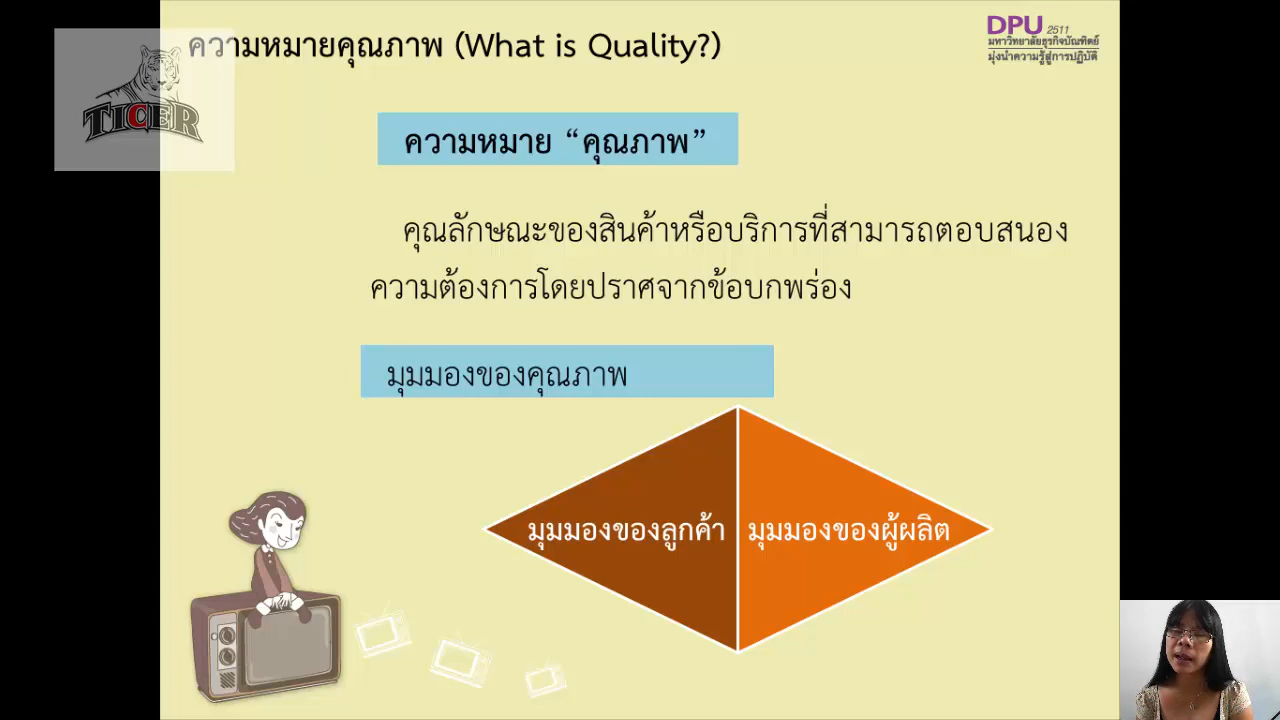 ความหมายคุณภาพ (What is Quality?)
DPU 2511
มหาวิทยาลัยธุรกิจบัณฑิตย์
มุ่งนำความรู้สู่การปฏิบัติ
TICER
ความหมาย “คุณภาพ”
คุณลักษณะของสินค้าหรือบริการที่สามารถตอบสนอง
ความต้องการโดยปราศจากข้อบกพร่อง
มุมมองของคุณภาพ
มุมมองของลูกค้า
มุมมองของผู้ผลิต